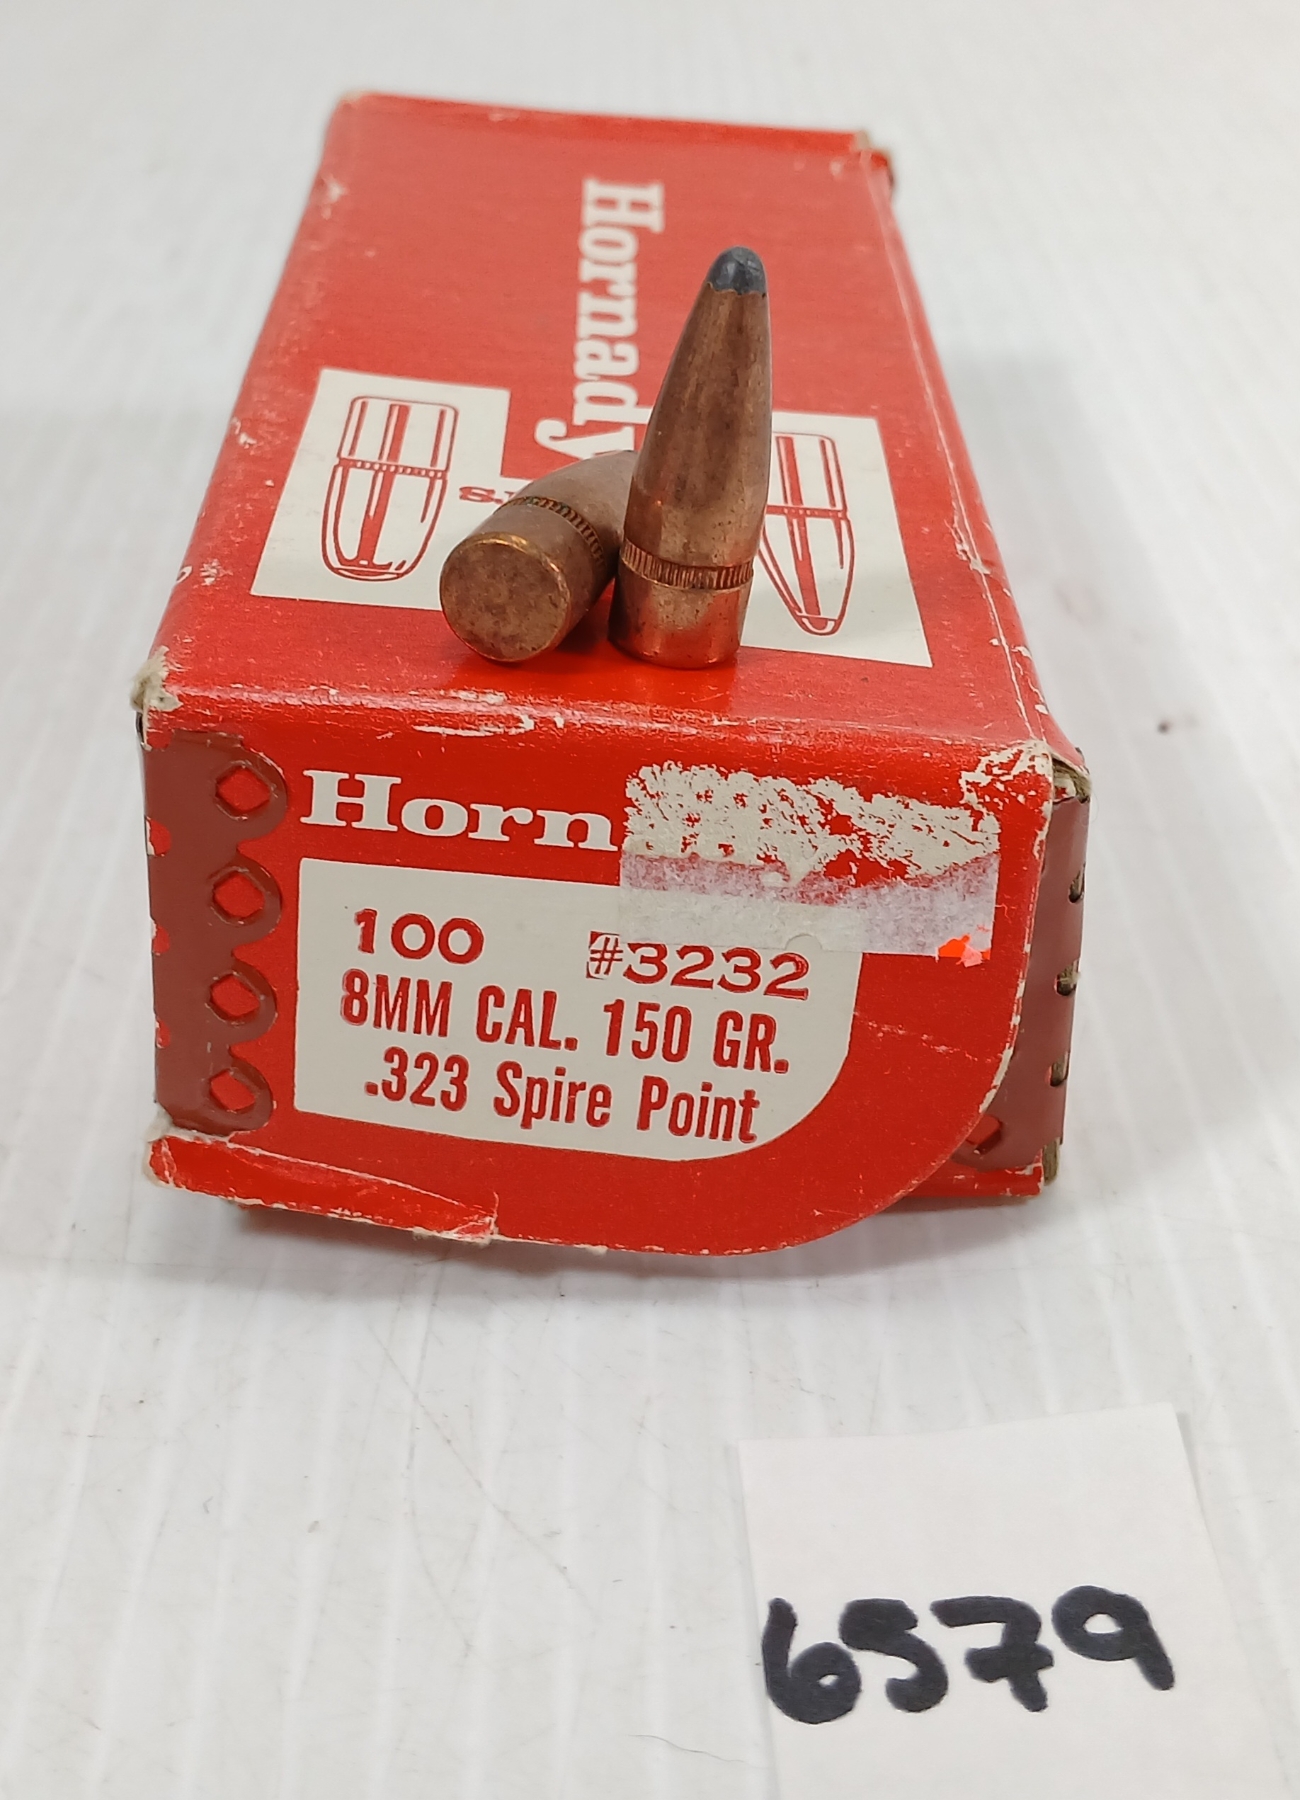 Hornady
Horn
100 #3232
8MM CAL. 150 GR.
.323 Spire Point
6579